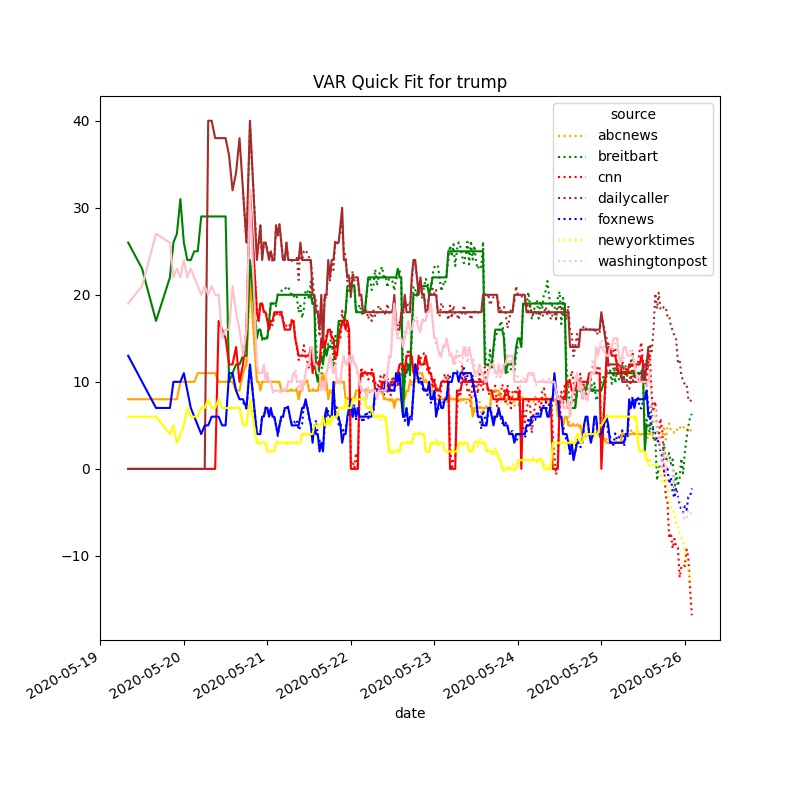 VAR Quick Fit for trump
40
30
20
10
0
−10
source
abcnews
breitbart
cnn
dailycaller
foxnews
newyorktimes
washingtonpost
2020-05-19
2020-05-20
2020-05-21
2020-05-22
2020-05-23
2020-05-24
2020-05-25
2020-05-26
date